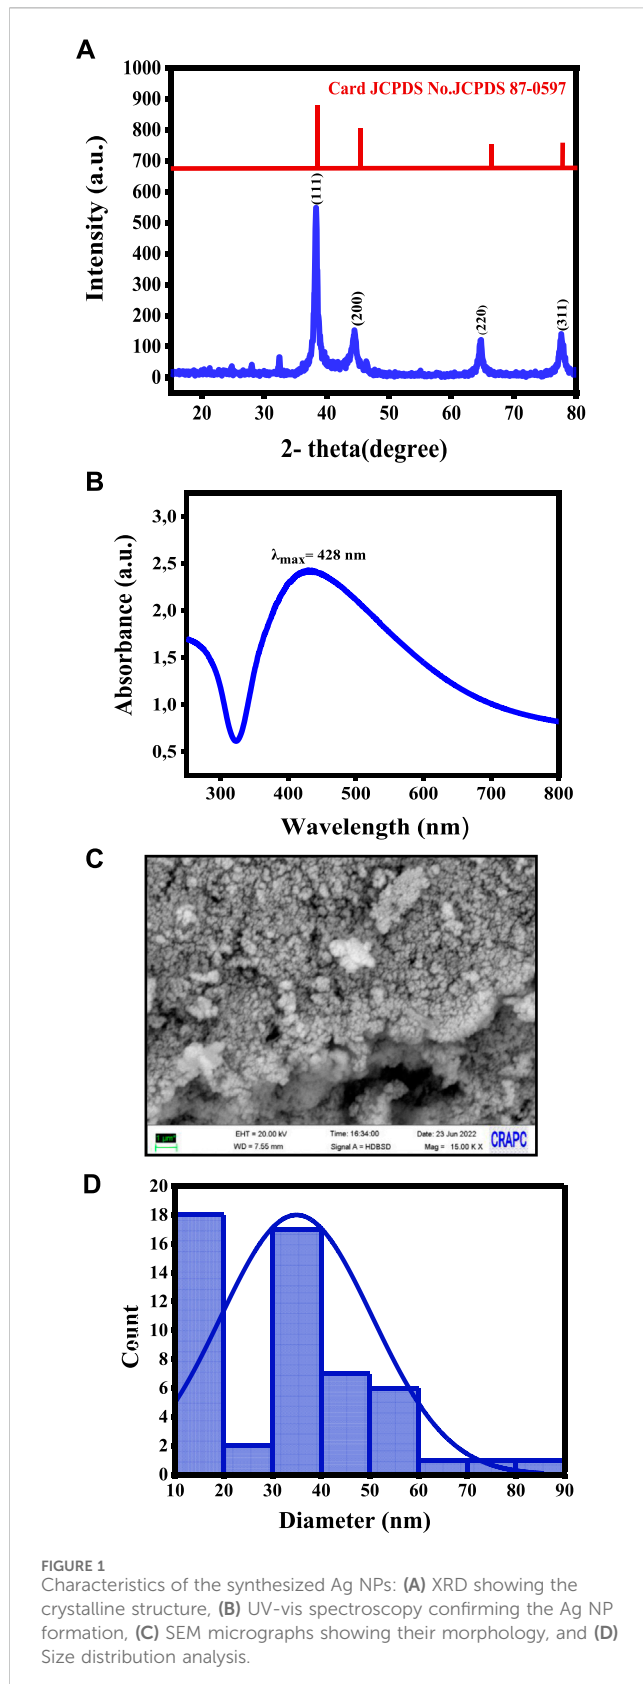 A
1000
900
800
700
600
500
400
300
200
100
0
Intensity (a.u.)
Card JCPDS No.JCPDS 87-0597
(111)
(200)
(220)
(311)
20 30 40 50 60 70 80
2- theta(degree)
B
3,0
2,5
2,0
1,5
1,0
0,5
Absorbance (a.u.)
λmax= 428 nm
300 400 500 600 700 800
Wavelength (nm)
C
1 µm*
EHT = 20.00 kV Time: 16:34:00 Date: 23 Jun 2022
WD = 7.55 mm Signal A = HDBSD Mag = 15.00 K X
CRAPC
D
20
18
16
14
12
10
8
6
4
2
0
Count
10 20 30 40 50 60 70 80 90
Diameter (nm)
FIGURE 1
Characteristics of the synthesized Ag NPs: (A) XRD showing the
crystalline structure, (B) UV-vis spectroscopy confirming the Ag NP
formation, (C) SEM micrographs showing their morphology, and (D)
Size distribution analysis.